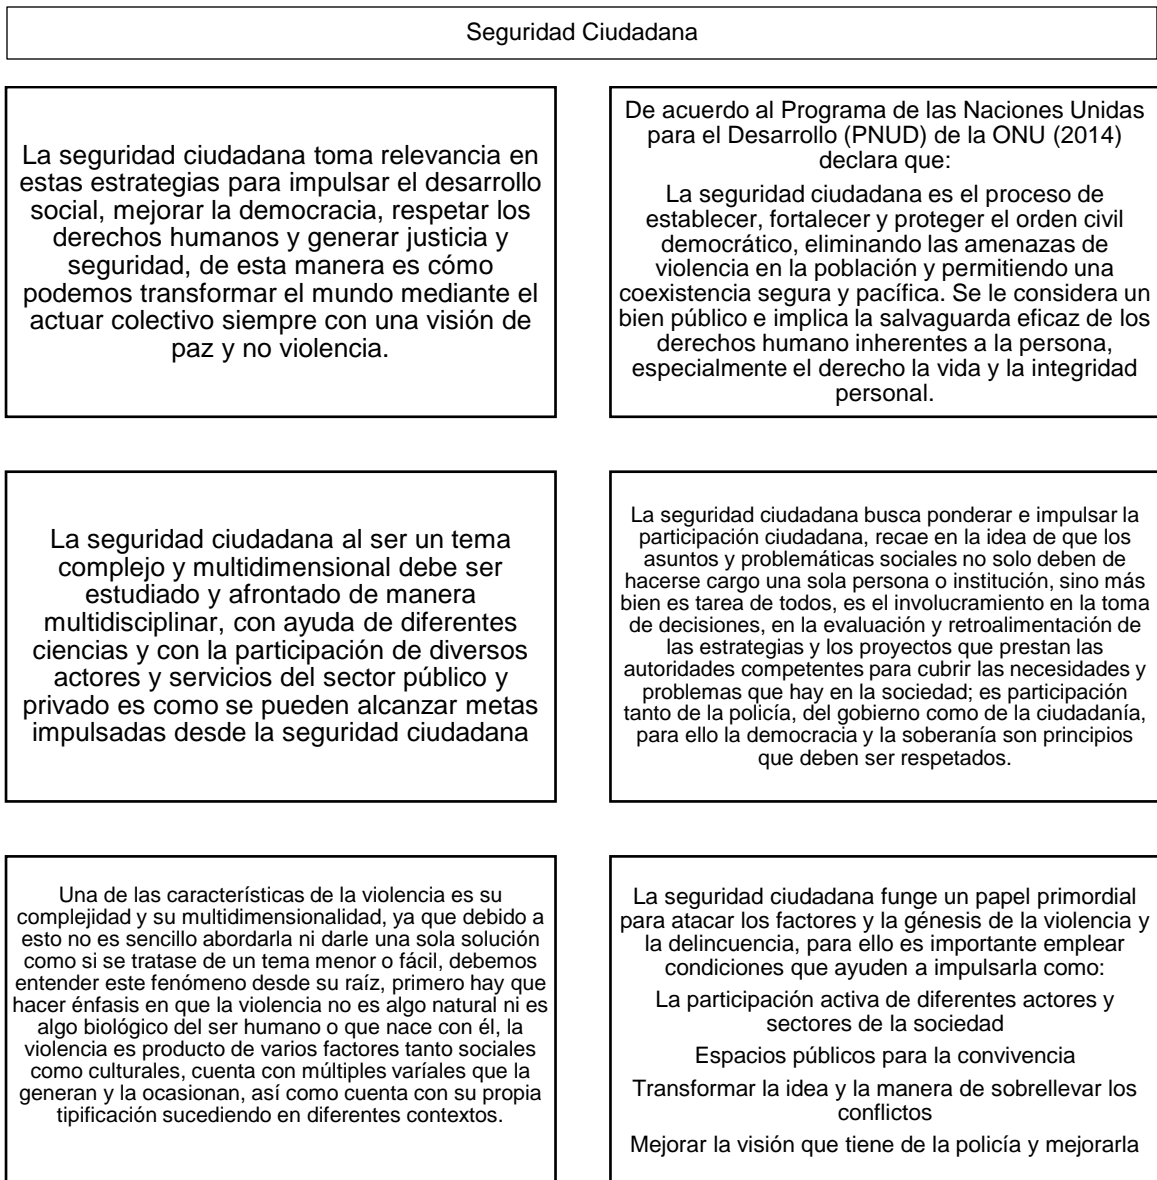 Seguridad Ciudadana
La seguridad ciudadana toma relevancia en
estas estrategias para impulsar el desarrollo
social, mejorar la democracia, respetar los
derechos humanos y generar justicia y
seguridad, de esta manera es cómo
podemos transformar el mundo mediante el
actuar colectivo siempre con una visión de
paz y no violencia.
De acuerdo al Programa de las Naciones Unidas
para el Desarrollo (PNUD) de la ONU (2014)
declara que:
La seguridad ciudadana es el proceso de
establecer, fortalecer y proteger el orden civil
democrático, eliminando las amenazas de
violencia en la población y permitiendo una
coexistencia segura y pacífica. Se le considera un
bien público e implica la salvaguarda eficaz de los
derechos humano inherentes a la persona,
especialmente el derecho la vida y la integridad
personal.
La seguridad ciudadana al ser un tema
complejo y multidimensional debe ser
estudiado y afrontado de manera
multidisciplinar, con ayuda de diferentes
ciencias y con la participación de diversos
actores y servicios del sector público y
privado es como se pueden alcanzar metas
impulsadas desde la seguridad ciudadana
La seguridad ciudadana busca ponderar e impulsar la
participación ciudadana, recae en la idea de que los
asuntos y problemáticas sociales no solo deben de
hacerse cargo una sola persona o institución, sino más
bien es tarea de todos, es el involucramiento en la toma
de decisiones, en la evaluación y retroalimentación de
las estrategias y los proyectos que prestan las
autoridades competentes para cubrir las necesidades y
problemas que hay en la sociedad; es participación
tanto de la policía, del gobierno como de la ciudadanía,
para ello la democracia y la soberanía son principios
que deben ser respetados.
Una de las características de la violencia es su
complejidad y su multidimensionalidad, ya que debido a
esto no es sencillo abordarla ni darle una sola solución
como si se tratase de un tema menor o fácil, debemos
entender este fenómeno desde su raíz, primero hay que
hacer énfasis en que la violencia no es algo natural ni es
algo biológico del ser humano o que nace con él, la
violencia es producto de varios factores tanto sociales
como culturales, cuenta con múltiples varíales que la
generan y la ocasionan, así como cuenta con su propia
tipificación sucediendo en diferentes contextos.
La seguridad ciudadana funge un papel primordial
para atacar los factores y la génesis de la violencia y
la delincuencia, para ello es importante emplear
condiciones que ayuden a impulsarla como:
La participación activa de diferentes actores y
sectores de la sociedad
Espacios públicos para la convivencia
Transformar la idea y la manera de sobrellevar los
conflictos
Mejorar la visión que tiene de la policía y mejorarla